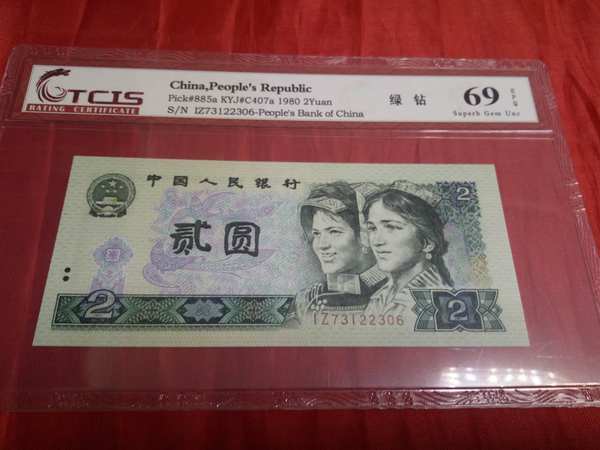 TCIS
RATING CERTIFICATE
China,People's Republic
Pick#885a KYJ#C407a 1980 2Yuan
S/N IZ73122306-People's Bank of China
绿 钻
69 EPQ
Superb Gem Unc
中国人民银行
2
贰圆
2
2
IZ73122306